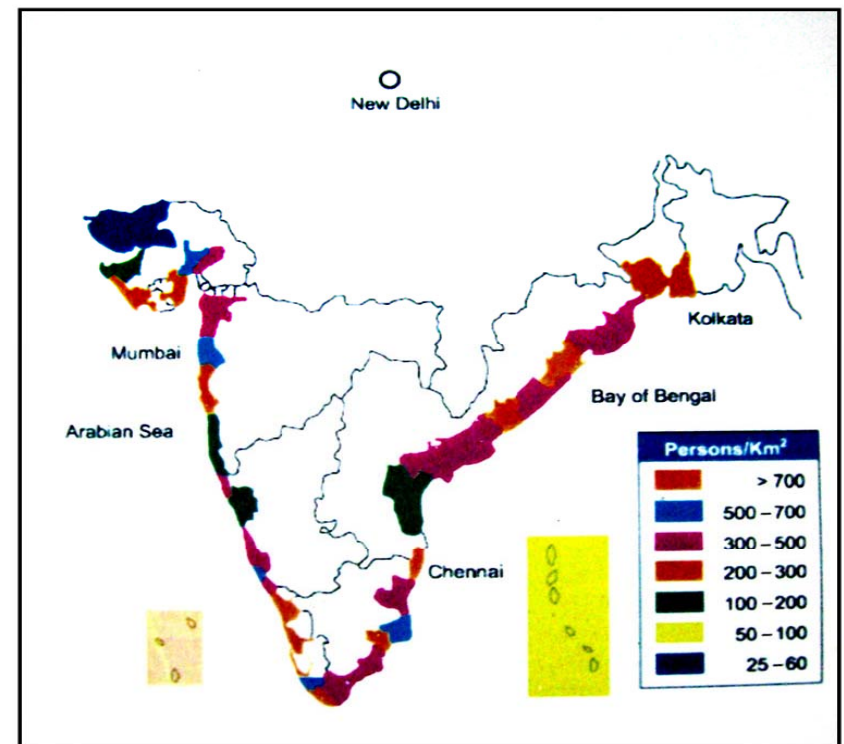 New Delhi
Kolkata
Mumbai
Bay of Bengal
Arabian Sea
Persons/Km²
> 700
500 – 700
300 – 500
200 – 300
100 – 200
50 – 100
25 – 60
Chennai